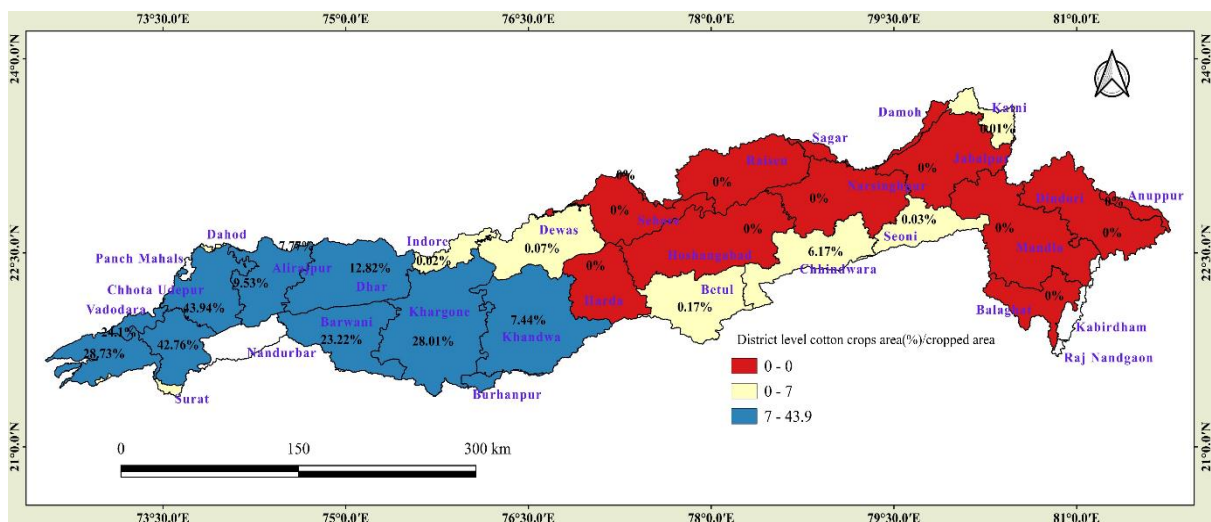 73°30.0'E 75°0.0'E 76°30.0'E 78°0.0'E 79°30.0'E 81°0.0'E
24°0.0'N 24°0.0'N
Katni
Damoh
0.01%
Sagar
Raisen Jabalpur
0% 0% 0%
Narsinghpur Dindori Anuppur
0% 0% 0%
Dahod Sehore 0.03%
7.77% Indore Dewas 0% 0% 0%
Panch Mahals 0.02% 0.07% Seoni Mandla
22°30.0'N Alirajpur 12.82% Hoshangabad 6.17% 22°30.0'N
9.53% Dhar 0% Chhindwara
Chhota Udepur Betul
Vadodara 43.94% Khargone Harda 0.17% Balaghat 0%
24.1% Barwani 7.44% Kabirdham
28.73% 42.76% 23.22% 28.01% Khandwa
Nandurbar Raj Nandgaon
Surat Burhanpur
District level cotton crops area(%)/cropped area
0 - 0
0 - 7
7 - 43.9
0 150 300 km
21°0.0'N 21°0.0'N
73°30.0'E 75°0.0'E 76°30.0'E 78°0.0'E 79°30.0'E 81°0.0'E